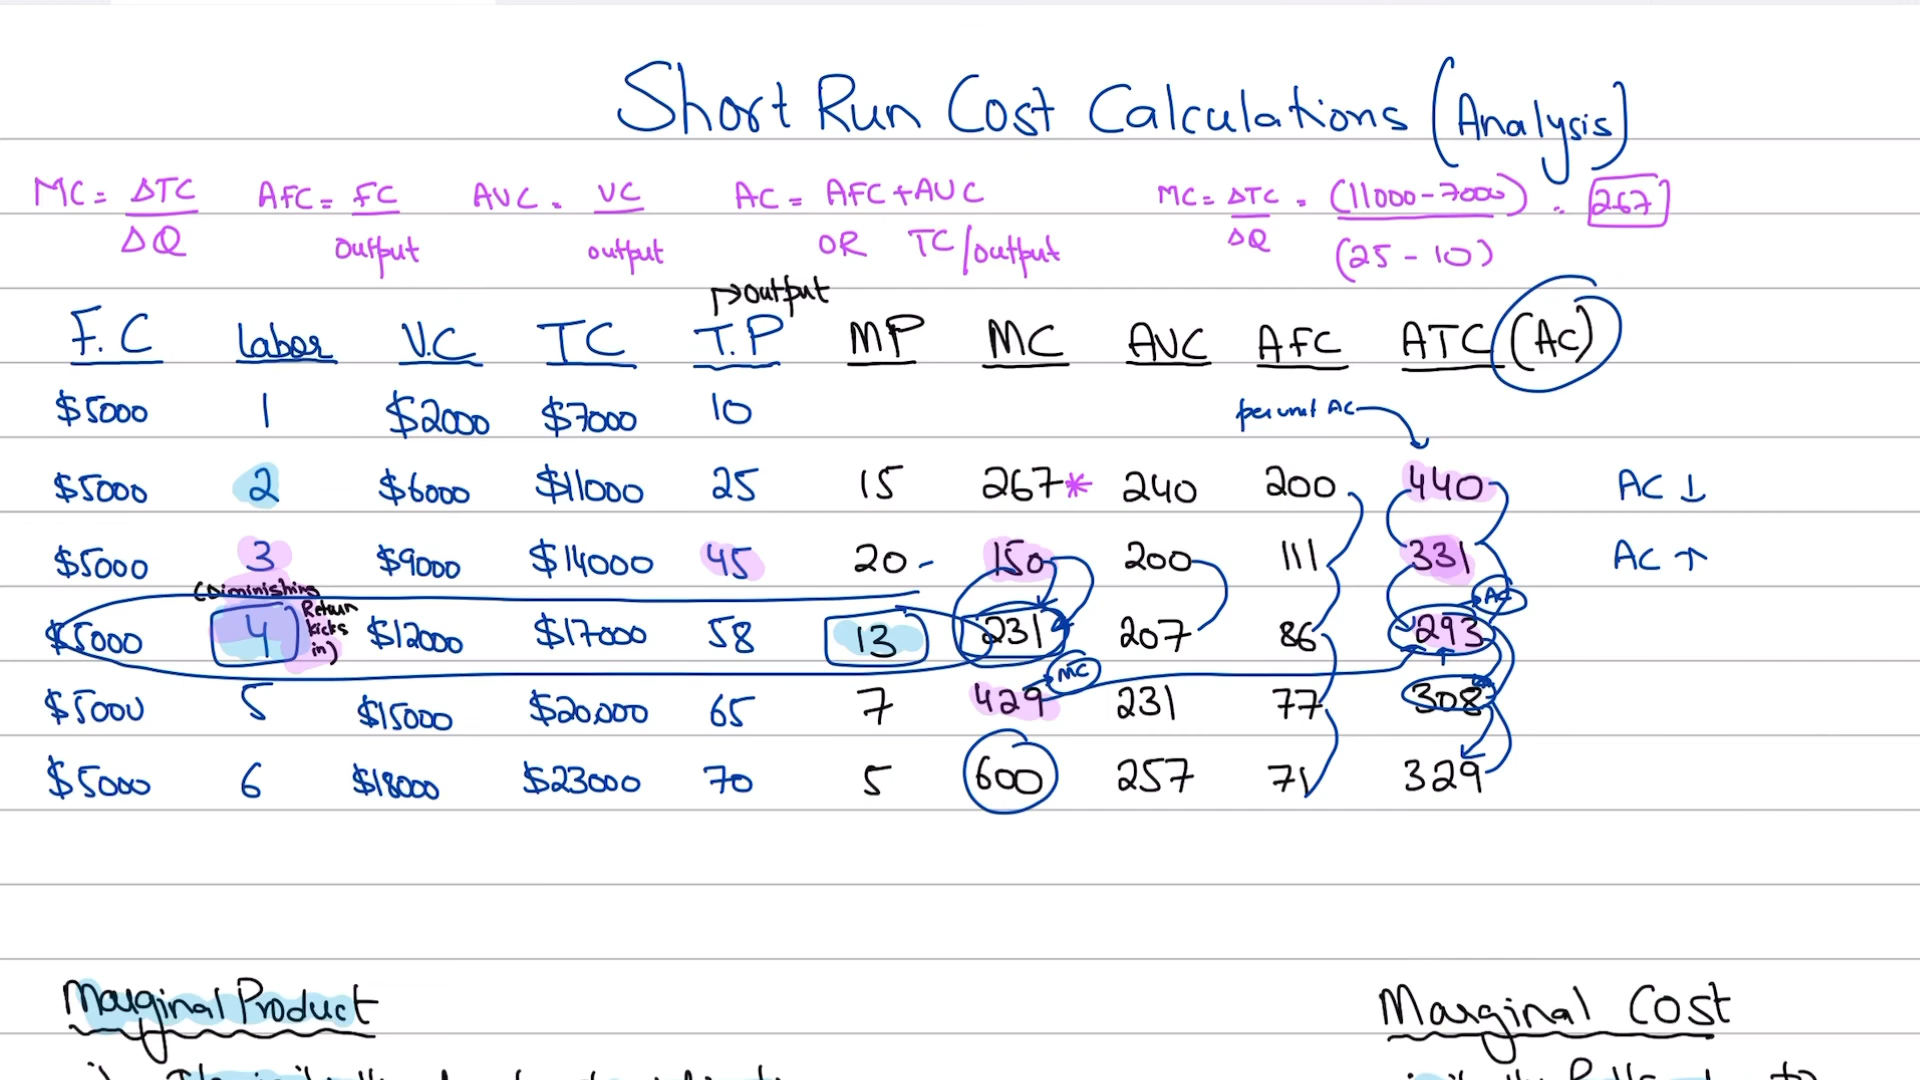 Short Run Cost Calculations (Analysis)
MC = ΔTC / ΔQ   AFC = FC / output   AVC = VC / output   AC = AFC + AVC OR TC/output   MC = ΔTC / ΔQ = (11000-7000) / (25-10) = 267
→ output
F.C   labor   V.C   TC   T.P   MP   MC   AVC   AFC   ATC (AC)
$5000   1   $2000   $7000   10   per unit AC
$5000   2   $6000   $11000   25   15   267*   240   200   440   AC ↓
$5000   3   $9000   $14000   45   20   150   200   111   331   AC ↑
(Diminishing Return kicks in)
$5000   4   $12000   $17000   58   13   231   207   86   293
MC
$5000   5   $15000   $20,000   65   7   429   231   77   308
$5000   6   $18000   $23000   70   5   600   257   71   329
Marginal Product   Marginal Cost